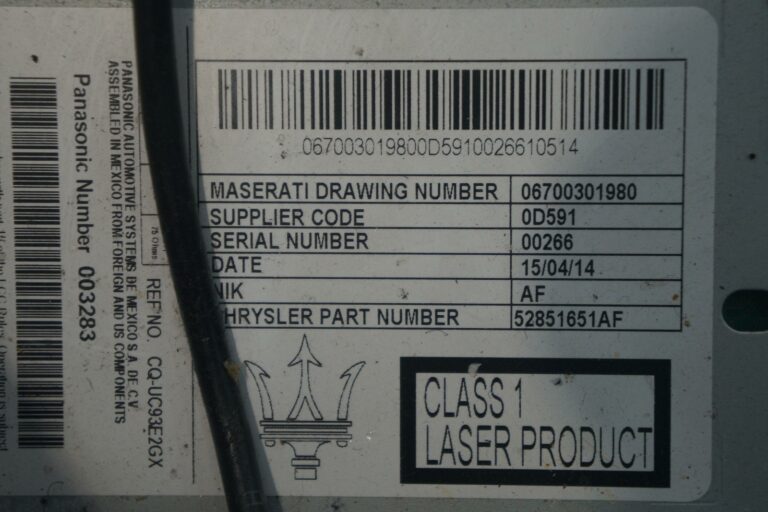 067003019800D5910026610514
MASERATI DRAWING NUMBER 06700301980
SUPPLIER CODE 0D591
SERIAL NUMBER 00266
DATE 15/04/14
NIK AF
CHRYSLER PART NUMBER 52851651AF
CLASS 1
LASER PRODUCT
PANASONIC AUTOMOTIVE SYSTEMS DE MEXICO S.A. DE C.V
ASSEMBLED IN MEXICO FROM FOREIGN AND US COMPONENTS
Panasonic Number 003283
75 Ohms
REF NO. CQ-UC93E2GX